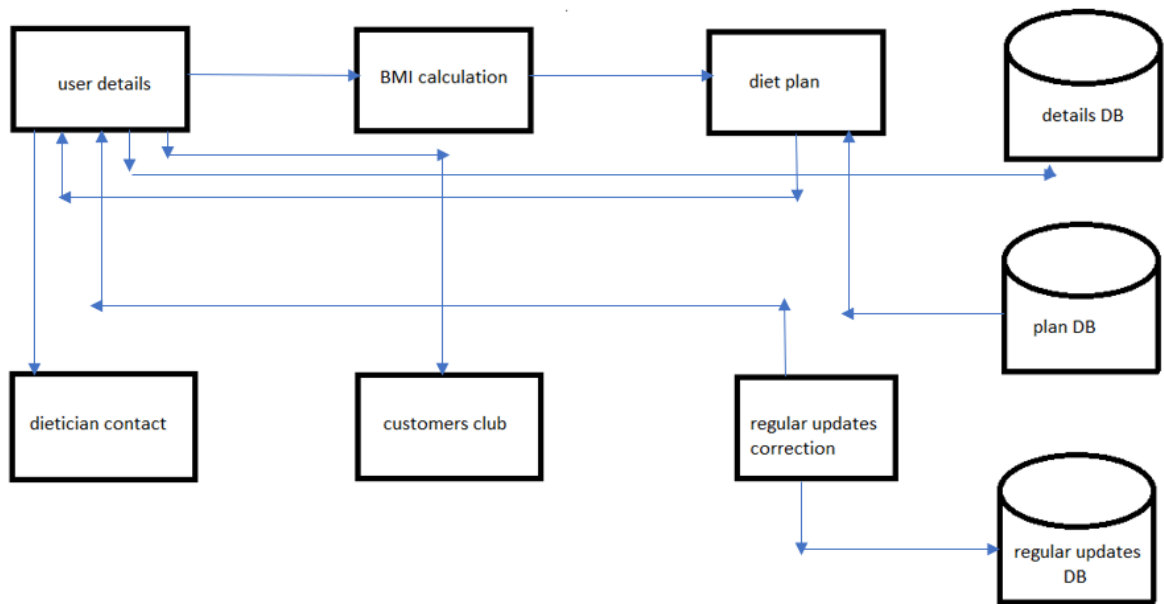 user details
BMI calculation
diet plan
details DB
plan DB
dietician contact
customers club
regular updates
correction
regular updates
DB